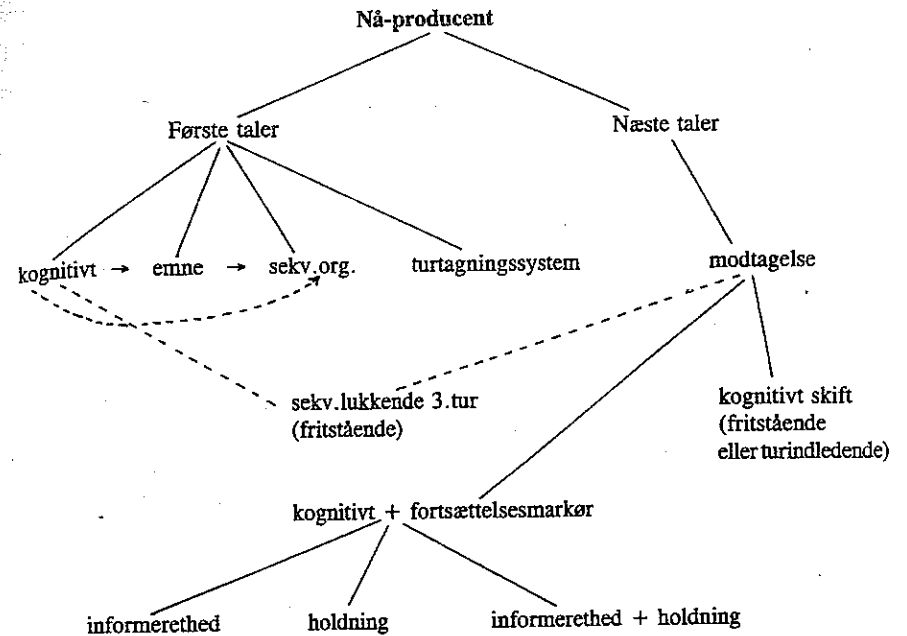 Nå-producent
Første taler
Næste taler
kognitivt → emne → sekv.org.
turtagningssystem
modtagelse
sekv.lukkende 3.tur
(fritstående)
kognitivt skift
(fritstående
eller turindledende)
kognitivt + fortsættelsesmarkør
informerethed
holdning
informerethed + holdning